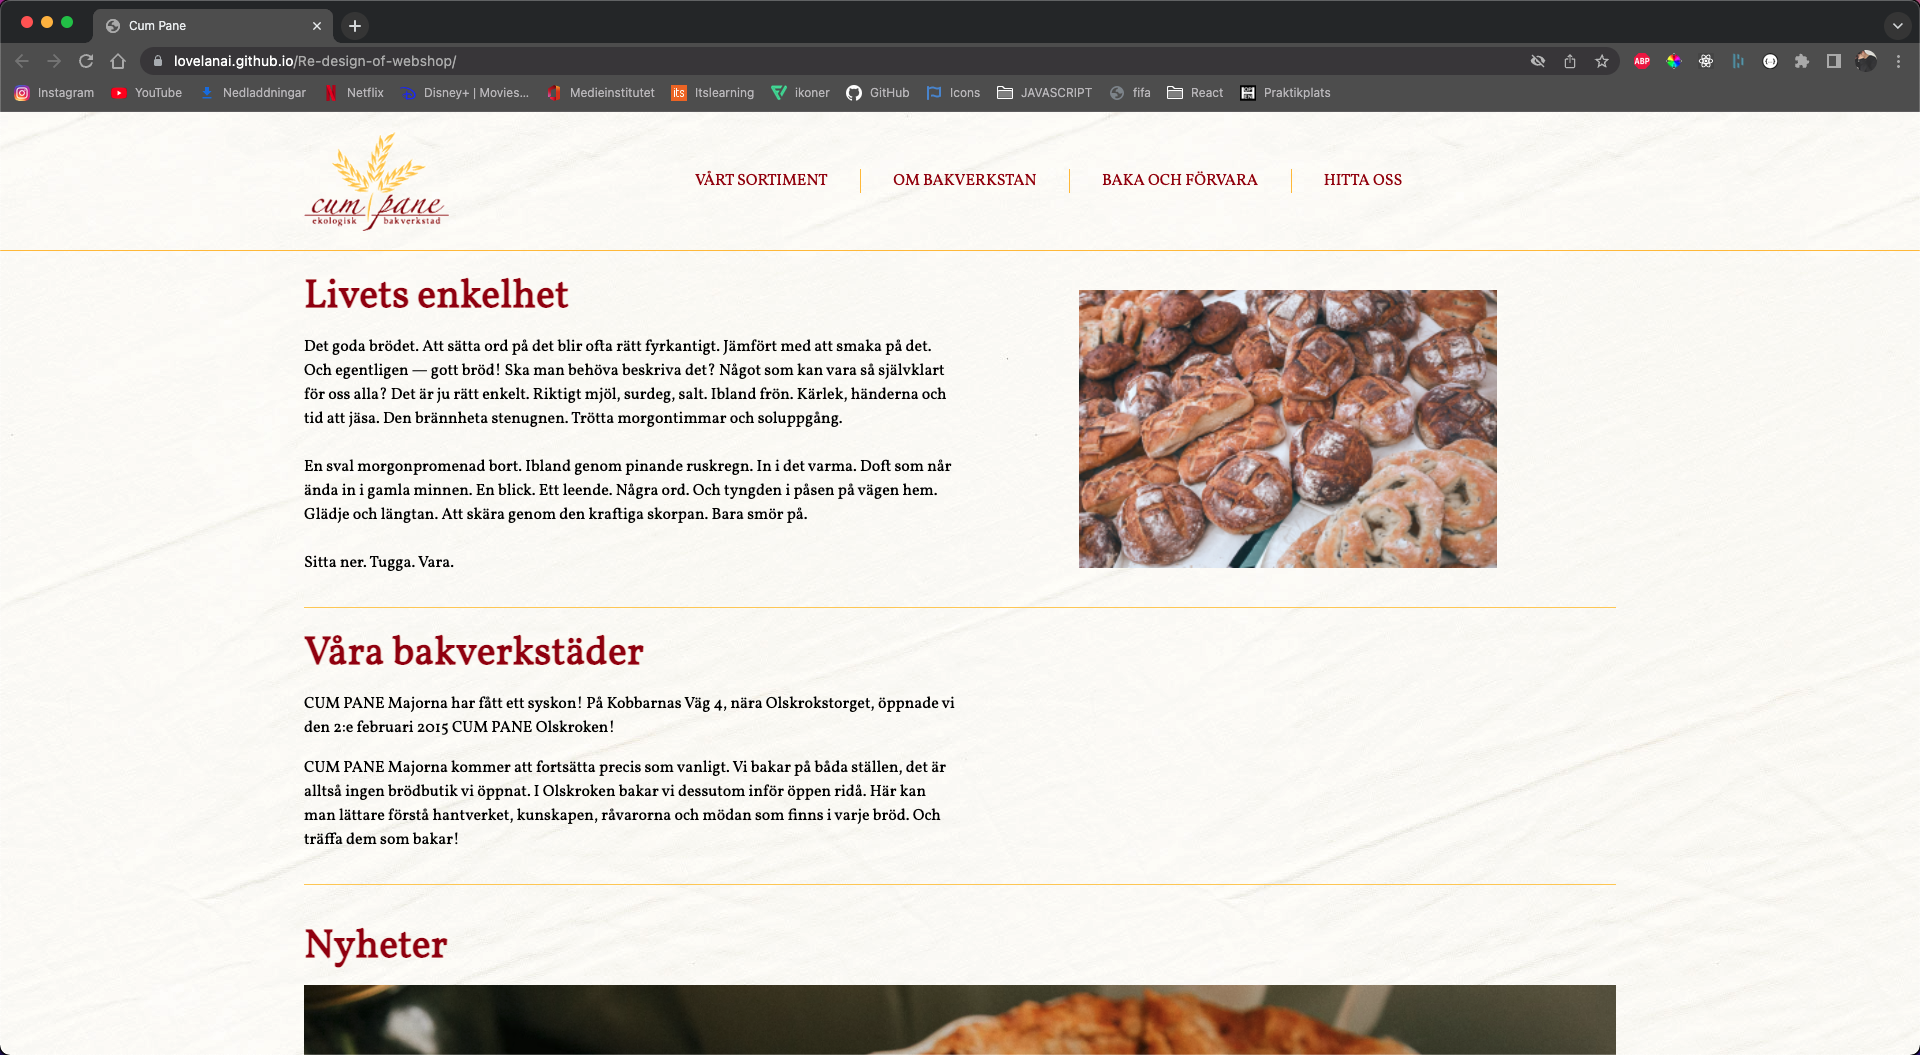 Cum Pane
lovelanai.github.io/Re-design-of-webshop/
ABP
Instagram
YouTube
Nedladdningar
Netflix
Disney+ | Movies...
Medieinstitutet
its
Itslearning
ikoner
GitHub
Icons
JAVASCRIPT
fifa
React
Praktikplats
cum pane
ekologisk bakverkstad
VÅRT SORTIMENT
OM BAKVERKSTAN
BAKA OCH FÖRVARA
HITTA OSS
Livets enkelhet
Det goda brödet. Att sätta ord på det blir ofta rätt fyrkantigt. Jämfört med att smaka på det.
Och egentligen — gott bröd! Ska man behöva beskriva det? Något som kan vara så självklart
för oss alla? Det är ju rätt enkelt. Riktigt mjöl, surdeg, salt. Ibland frön. Kärlek, händerna och
tid att jäsa. Den brännheta stenugnen. Trötta morgontimmar och soluppgång.
En sval morgonpromenad bort. Ibland genom pinande ruskregn. In i det varma. Doft som når
ända in i gamla minnen. En blick. Ett leende. Några ord. Och tyngden i påsen på vägen hem.
Glädje och längtan. Att skära genom den kraftiga skorpan. Bara smör på.
Sitta ner. Tugga. Vara.
Våra bakverkstäder
CUM PANE Majorna har fått ett syskon! På Kobbarnas Väg 4, nära Olskrokstorget, öppnade vi
den 2:e februari 2015 CUM PANE Olskroken!
CUM PANE Majorna kommer att fortsätta precis som vanligt. Vi bakar på båda ställen, det är
alltså ingen brödbutik vi öppnat. I Olskroken bakar vi dessutom inför öppen ridå. Här kan
man lättare förstå hantverket, kunskapen, råvarorna och mödan som finns i varje bröd. Och
träffa dem som bakar!
Nyheter